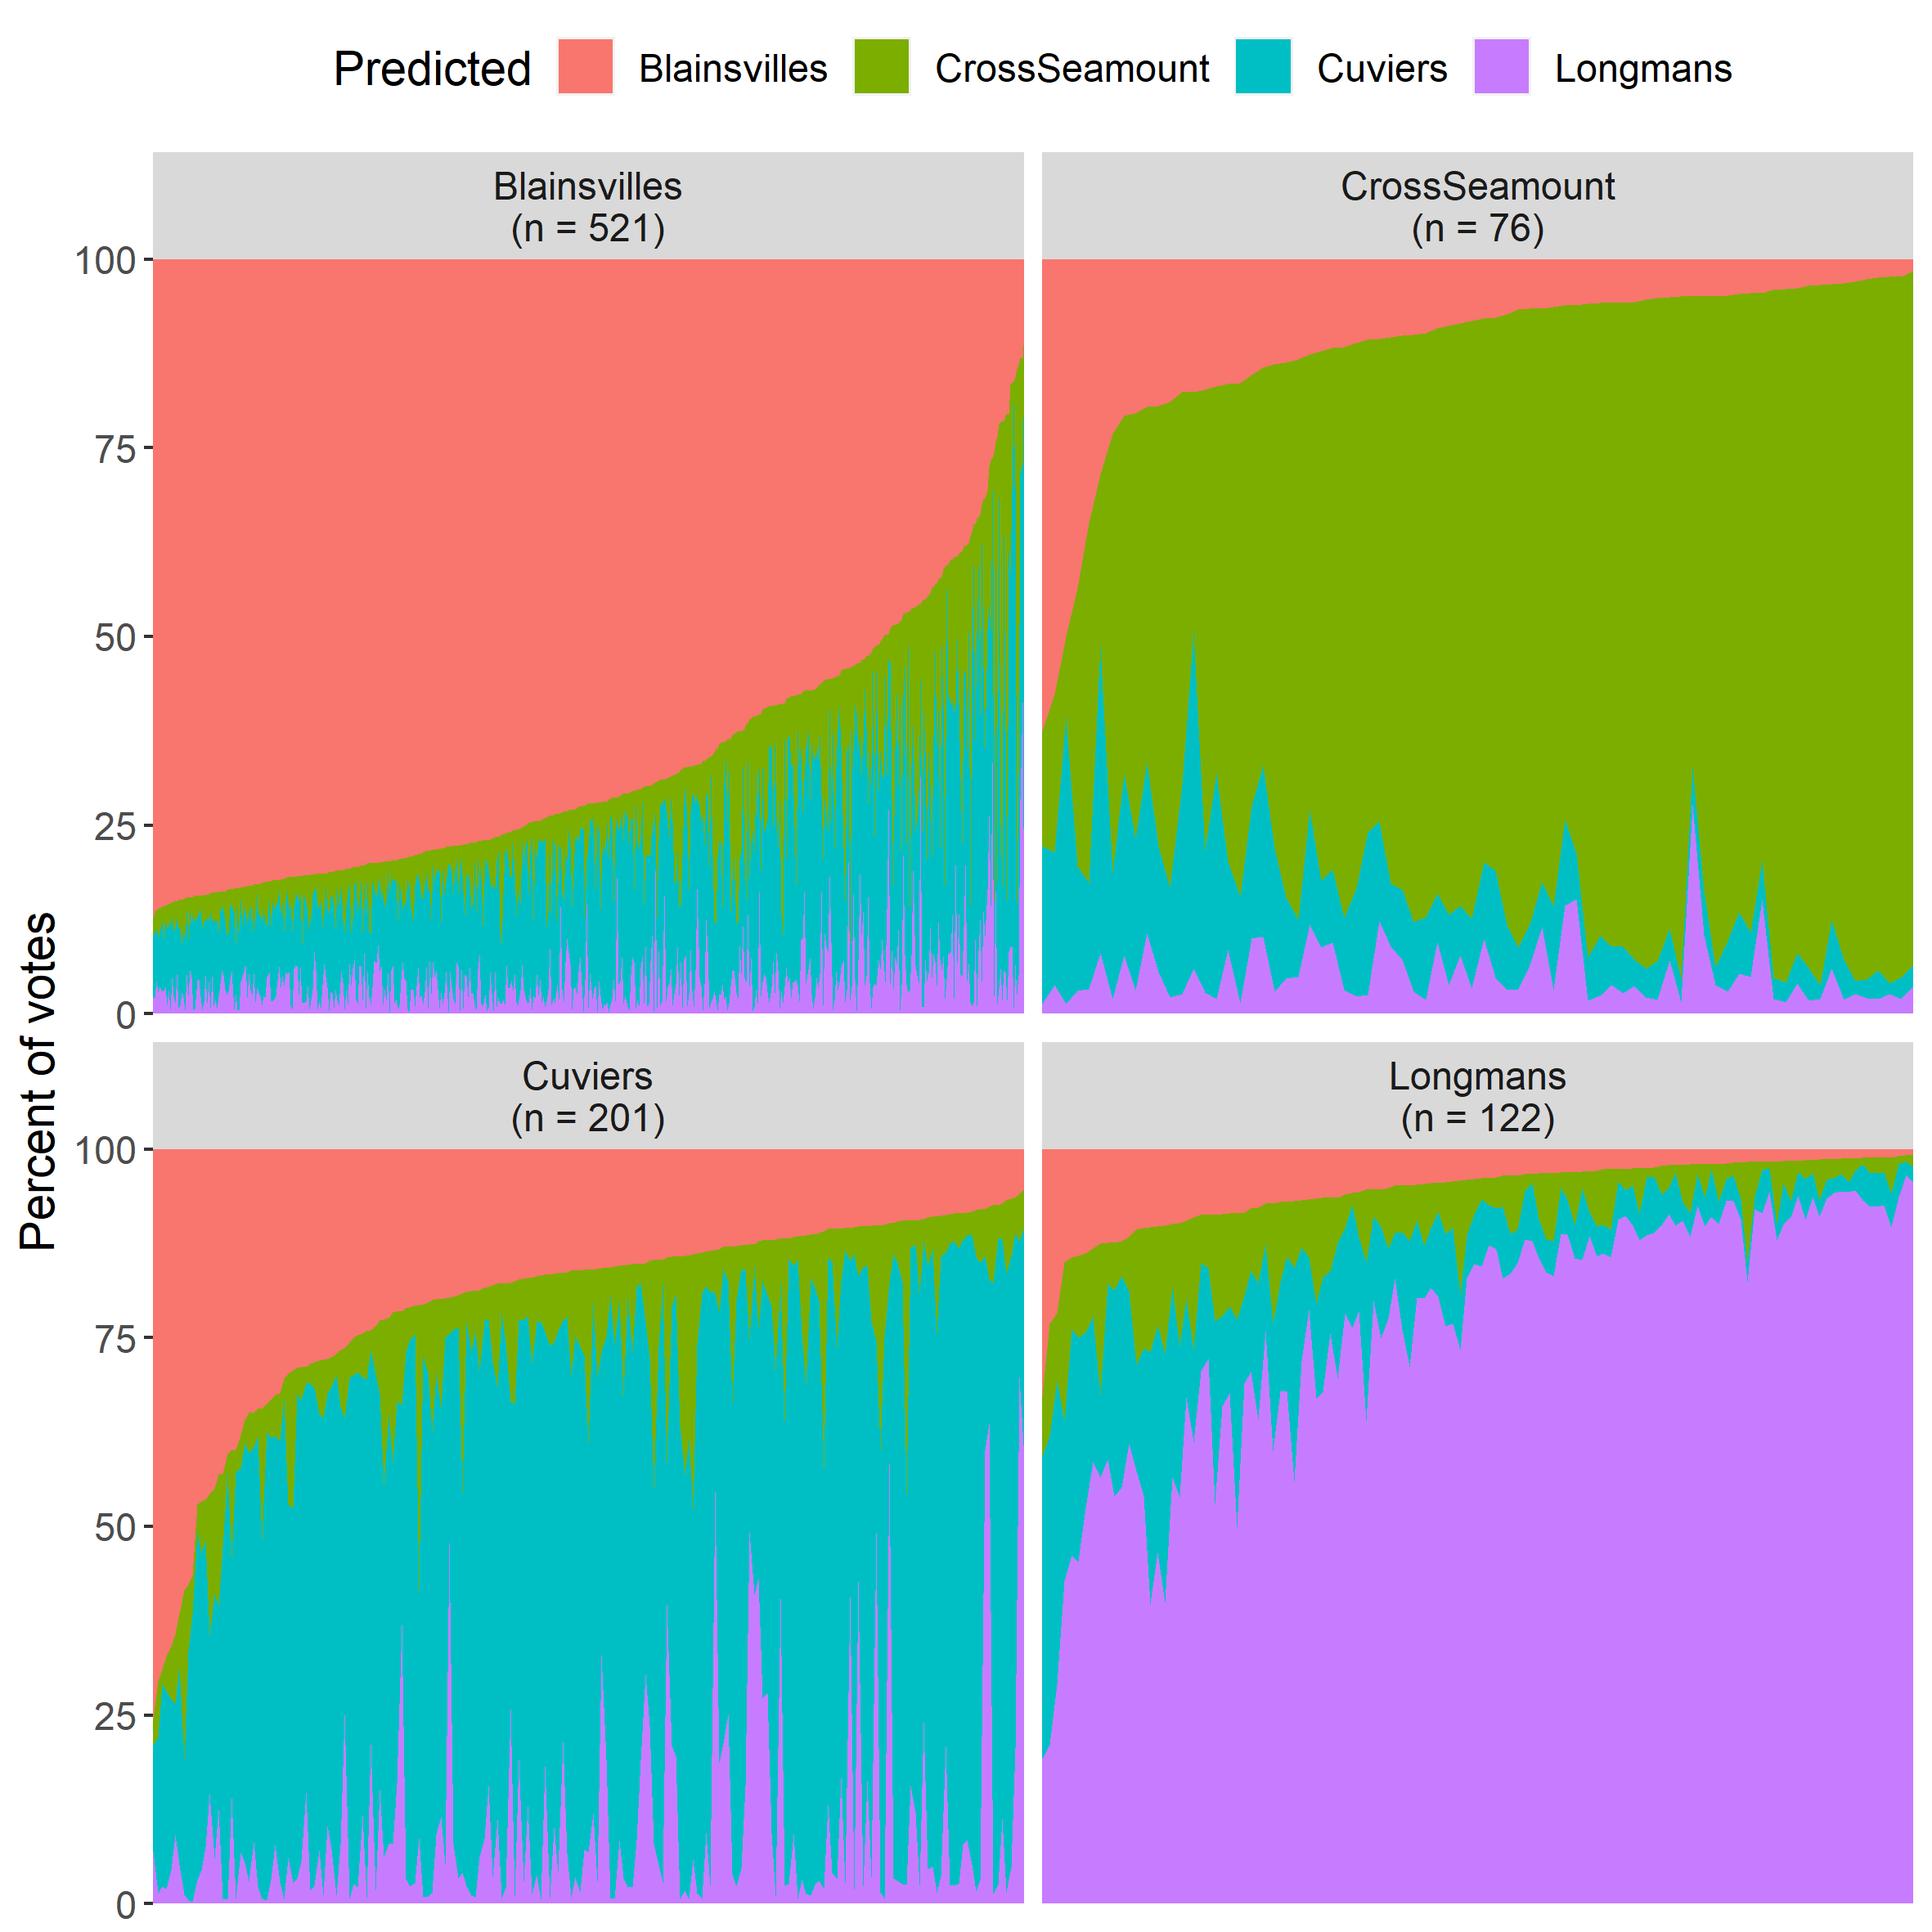 Predicted Blainsvilles CrossSeamount Cuviers Longmans
Blainsvilles
(n = 521)
CrossSeamount
(n = 76)
100
75
50
25
0
Percent of votes
Cuviers
(n = 201)
Longmans
(n = 122)
100
75
50
25
0